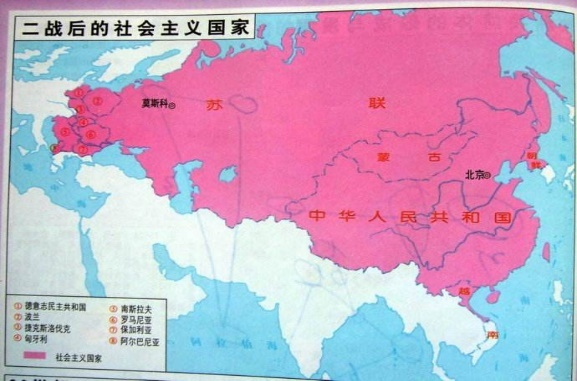 二战后的社会主义国家
莫斯科
苏 联
蒙 古
北京
朝鲜
中华人民共和国
越
南
① 德意志民主共和国
② 波兰
③ 捷克斯洛伐克
④ 匈牙利
⑤ 南斯拉夫
⑥ 罗马尼亚
⑦ 保加利亚
⑧ 阿尔巴尼亚
社会主义国家